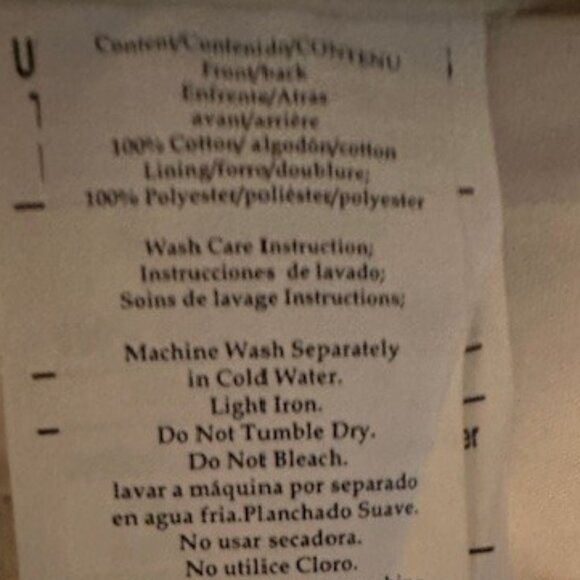 Content/Contenido/CONTENU
Front/back
Enfrente/Atras
avant/arrière
100% Cotton/ algodón/cotton
Lining/forro/doublure;
100% Polyester/poliéster/polyester
Wash Care Instruction;
Instrucciones de lavado;
Soins de lavage Instructions;
Machine Wash Separately
in Cold Water.
Light Iron.
Do Not Tumble Dry.
Do Not Bleach.
lavar a máquina por separado
en agua fria.Planchado Suave.
No usar secadora.
No utilice Cloro.